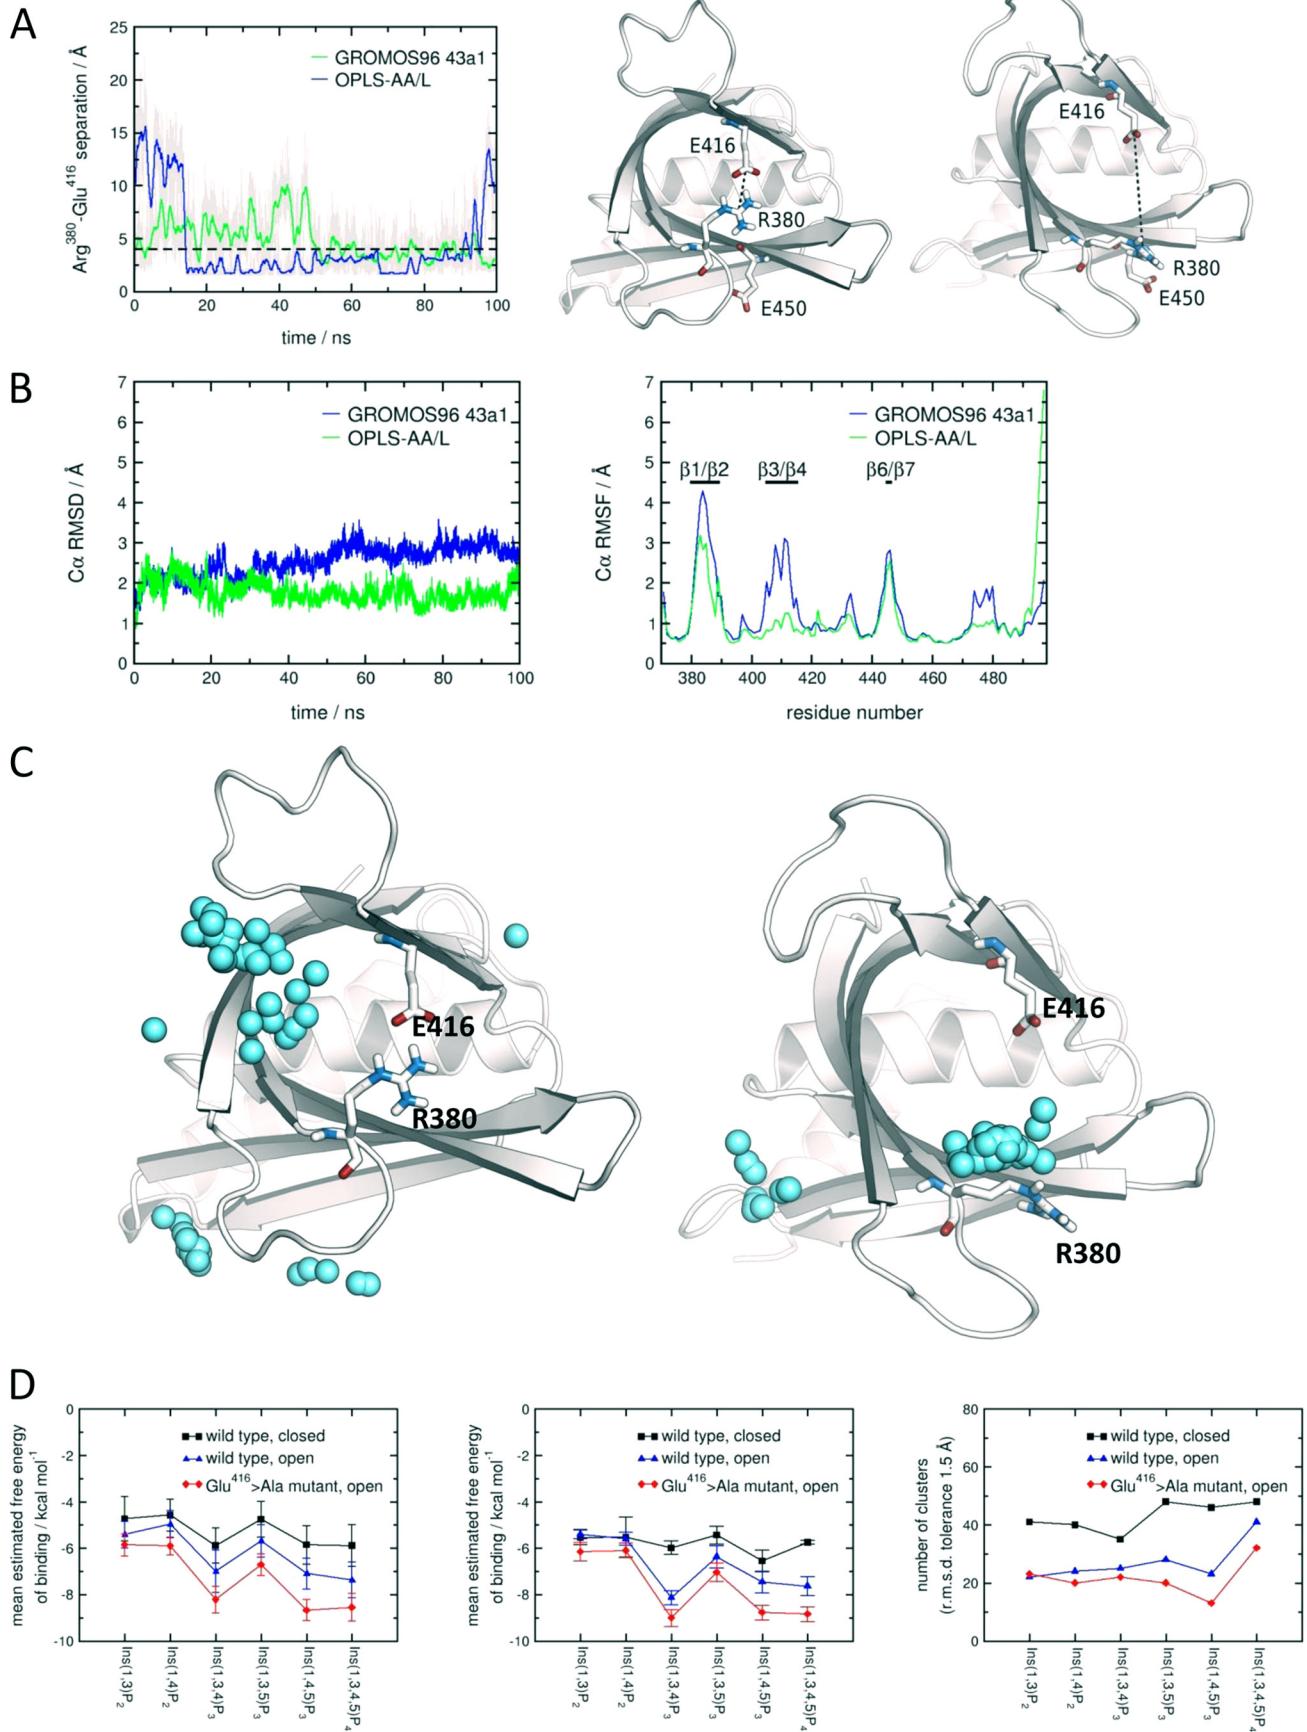 A
25
20
15
10
5
0
Arg380-Glu416 separation / Å
GROMOS96 43a1
OPLS-AA/L
0 20 40 60 80 100
time / ns
E416
R380
E450
E416
R380
E450
B
7
6
5
4
3
2
1
0
Cα RMSD / Å
GROMOS96 43a1
OPLS-AA/L
0 20 40 60 80 100
time / ns
7
6
5
4
3
2
1
0
Cα RMSF / Å
GROMOS96 43a1
OPLS-AA/L
β1/β2 β3/β4 β6/β7
380 400 420 440 460 480
residue number
C
E416
R380
E416
R380
D
0
-2
-4
-6
-8
-10
mean estimated free energy
of binding / kcal mol-1
wild type, closed
wild type, open
Glu416>Ala mutant, open
Ins(1,3)P2
Ins(1,4)P2
Ins(1,3,4)P3
Ins(1,3,5)P3
Ins(1,4,5)P3
Ins(1,3,4,5)P4
0
-2
-4
-6
-8
-10
mean estimated free energy
of binding / kcal mol-1
wild type, closed
wild type, open
Glu416>Ala mutant, open
Ins(1,3)P2
Ins(1,4)P2
Ins(1,3,4)P3
Ins(1,3,5)P3
Ins(1,4,5)P3
Ins(1,3,4,5)P4
80
60
40
20
0
number of clusters
(r.m.s.d. tolerance 1.5 Å)
wild type, closed
wild type, open
Glu416>Ala mutant, open
Ins(1,3)P2
Ins(1,4)P2
Ins(1,3,4)P3
Ins(1,3,5)P3
Ins(1,4,5)P3
Ins(1,3,4,5)P4